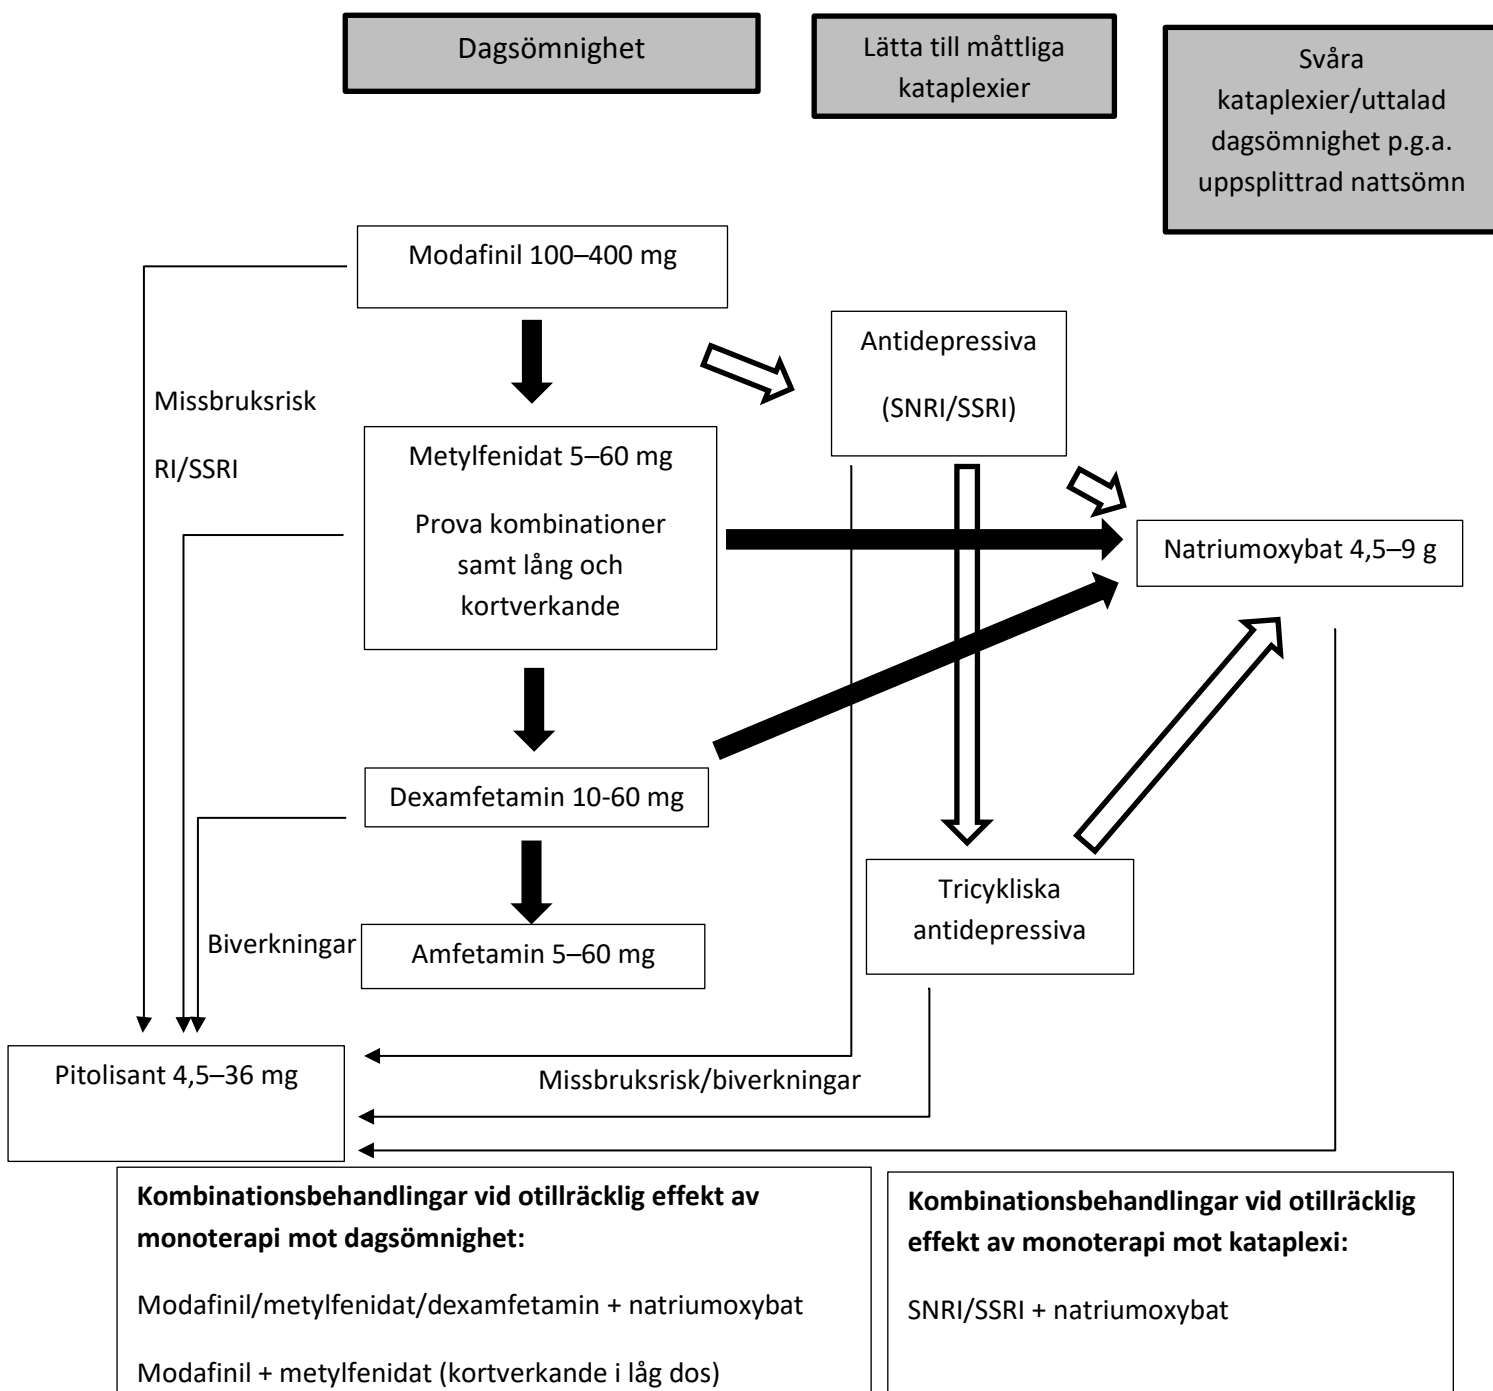 Dagsömnighet
Lätta till måttliga
kataplexier
Svåra
kataplexier/uttalad
dagsömnighet p.g.a.
uppsplittrad nattsömn
Modafinil 100–400 mg
Antidepressiva
(SNRI/SSRI)
Missbruksrisk
RI/SSRI
Metylfenidat 5–60 mg
Prova kombinationer
samt lång och
kortverkande
Natriumoxybat 4,5–9 g
Dexamfetamin 10-60 mg
Tricykliska
antidepressiva
Biverkningar
Amfetamin 5–60 mg
Pitolisant 4,5–36 mg
Missbruksrisk/biverkningar
Kombinationsbehandlingar vid otillräcklig effekt av
monoterapi mot dagsömnighet:
Modafinil/metylfenidat/dexamfetamin + natriumoxybat
Modafinil + metylfenidat (kortverkande i låg dos)
Kombinationsbehandlingar vid otillräcklig
effekt av monoterapi mot kataplexi:
SNRI/SSRI + natriumoxybat